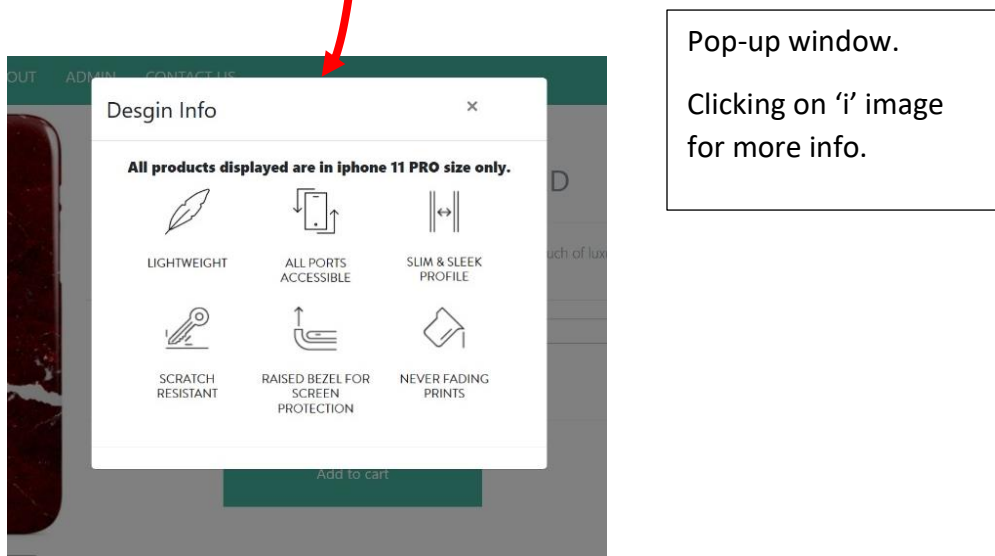 OUT ADMIN CONTACT US
Desgin Info ×
All products displayed are in iphone 11 PRO size only.
D
LIGHTWEIGHT
ALL PORTS
ACCESSIBLE
SLIM & SLEEK
PROFILE
uch of lux
SCRATCH
RESISTANT
RAISED BEZEL FOR
SCREEN
PROTECTION
NEVER FADING
PRINTS
Add to cart
Pop-up window.
Clicking on ‘i’ image
for more info.